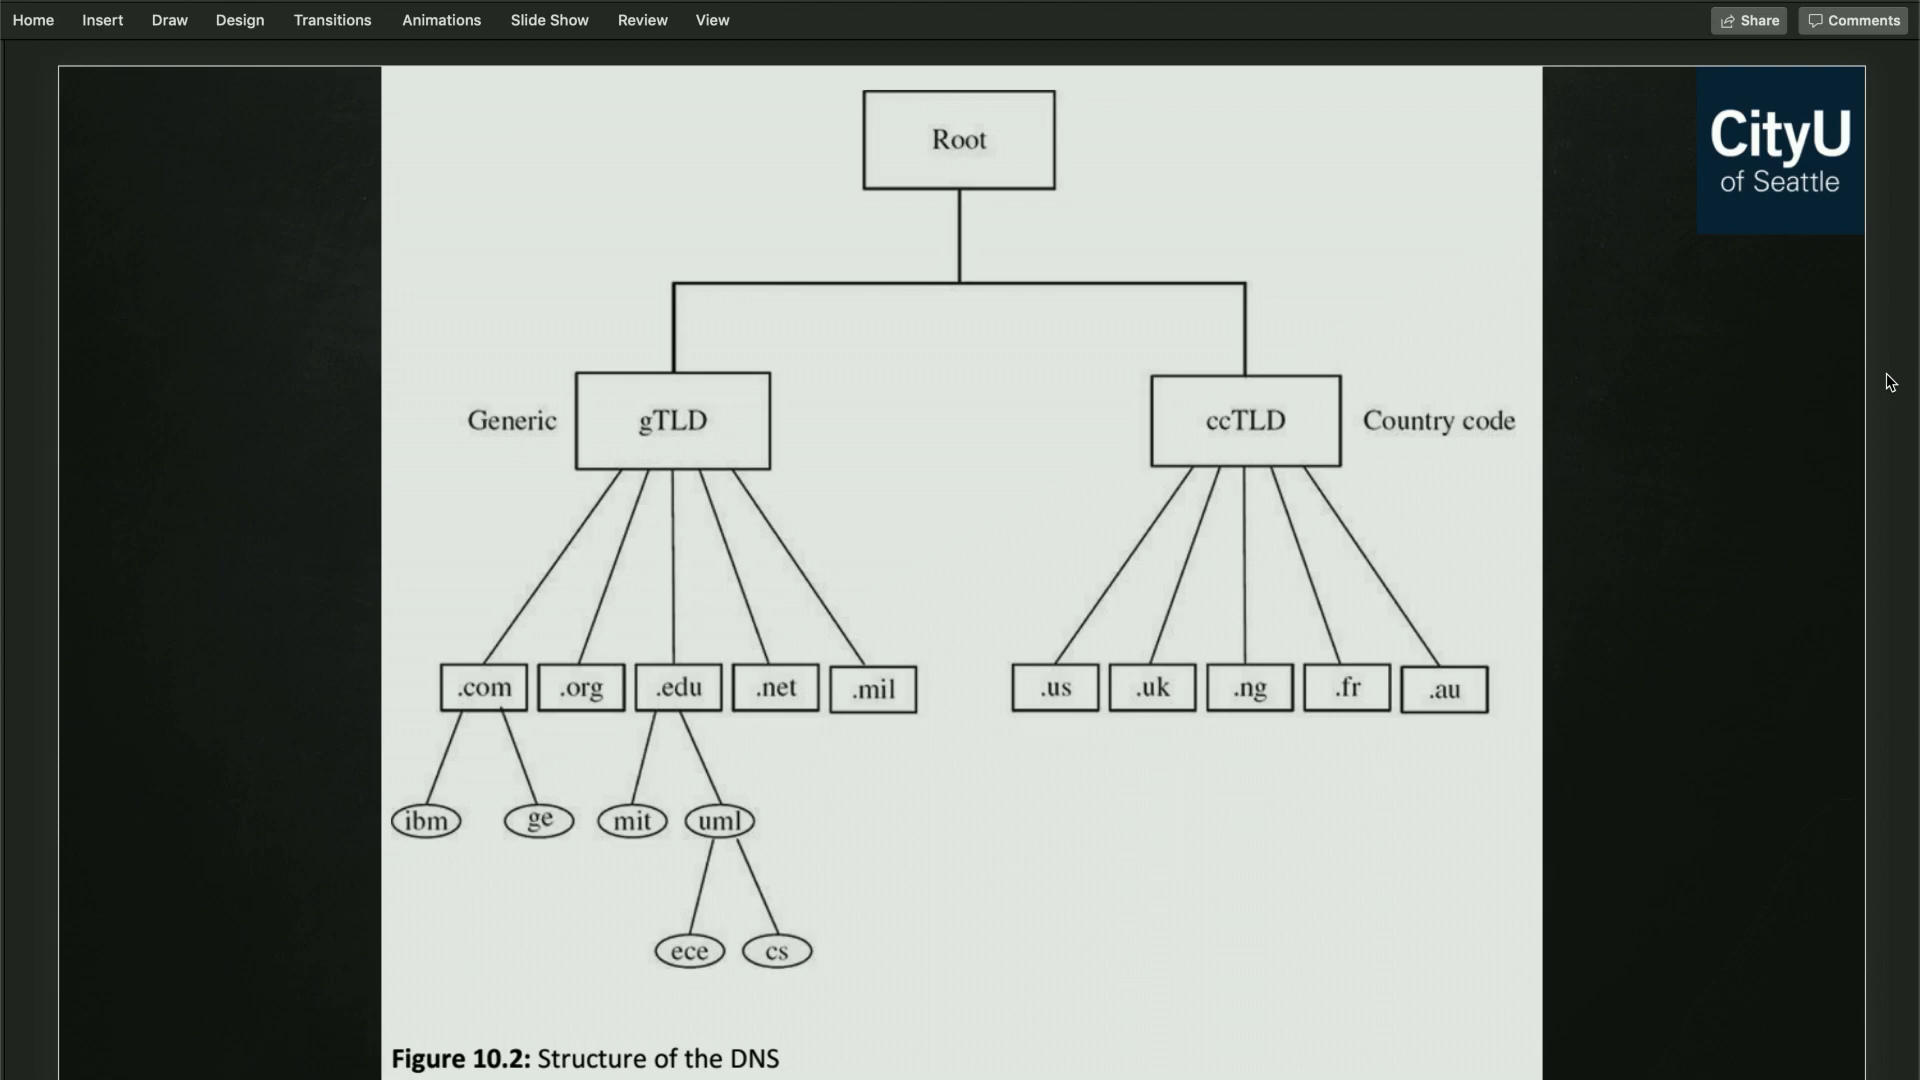 Home Insert Draw Design Transitions Animations Slide Show Review View Share Comments
CityU
of Seattle
Root
Generic gTLD ccTLD Country code
.com .org .edu .net .mil .us .uk .ng .fr .au
ibm ge mit uml
ece cs
Figure 10.2: Structure of the DNS